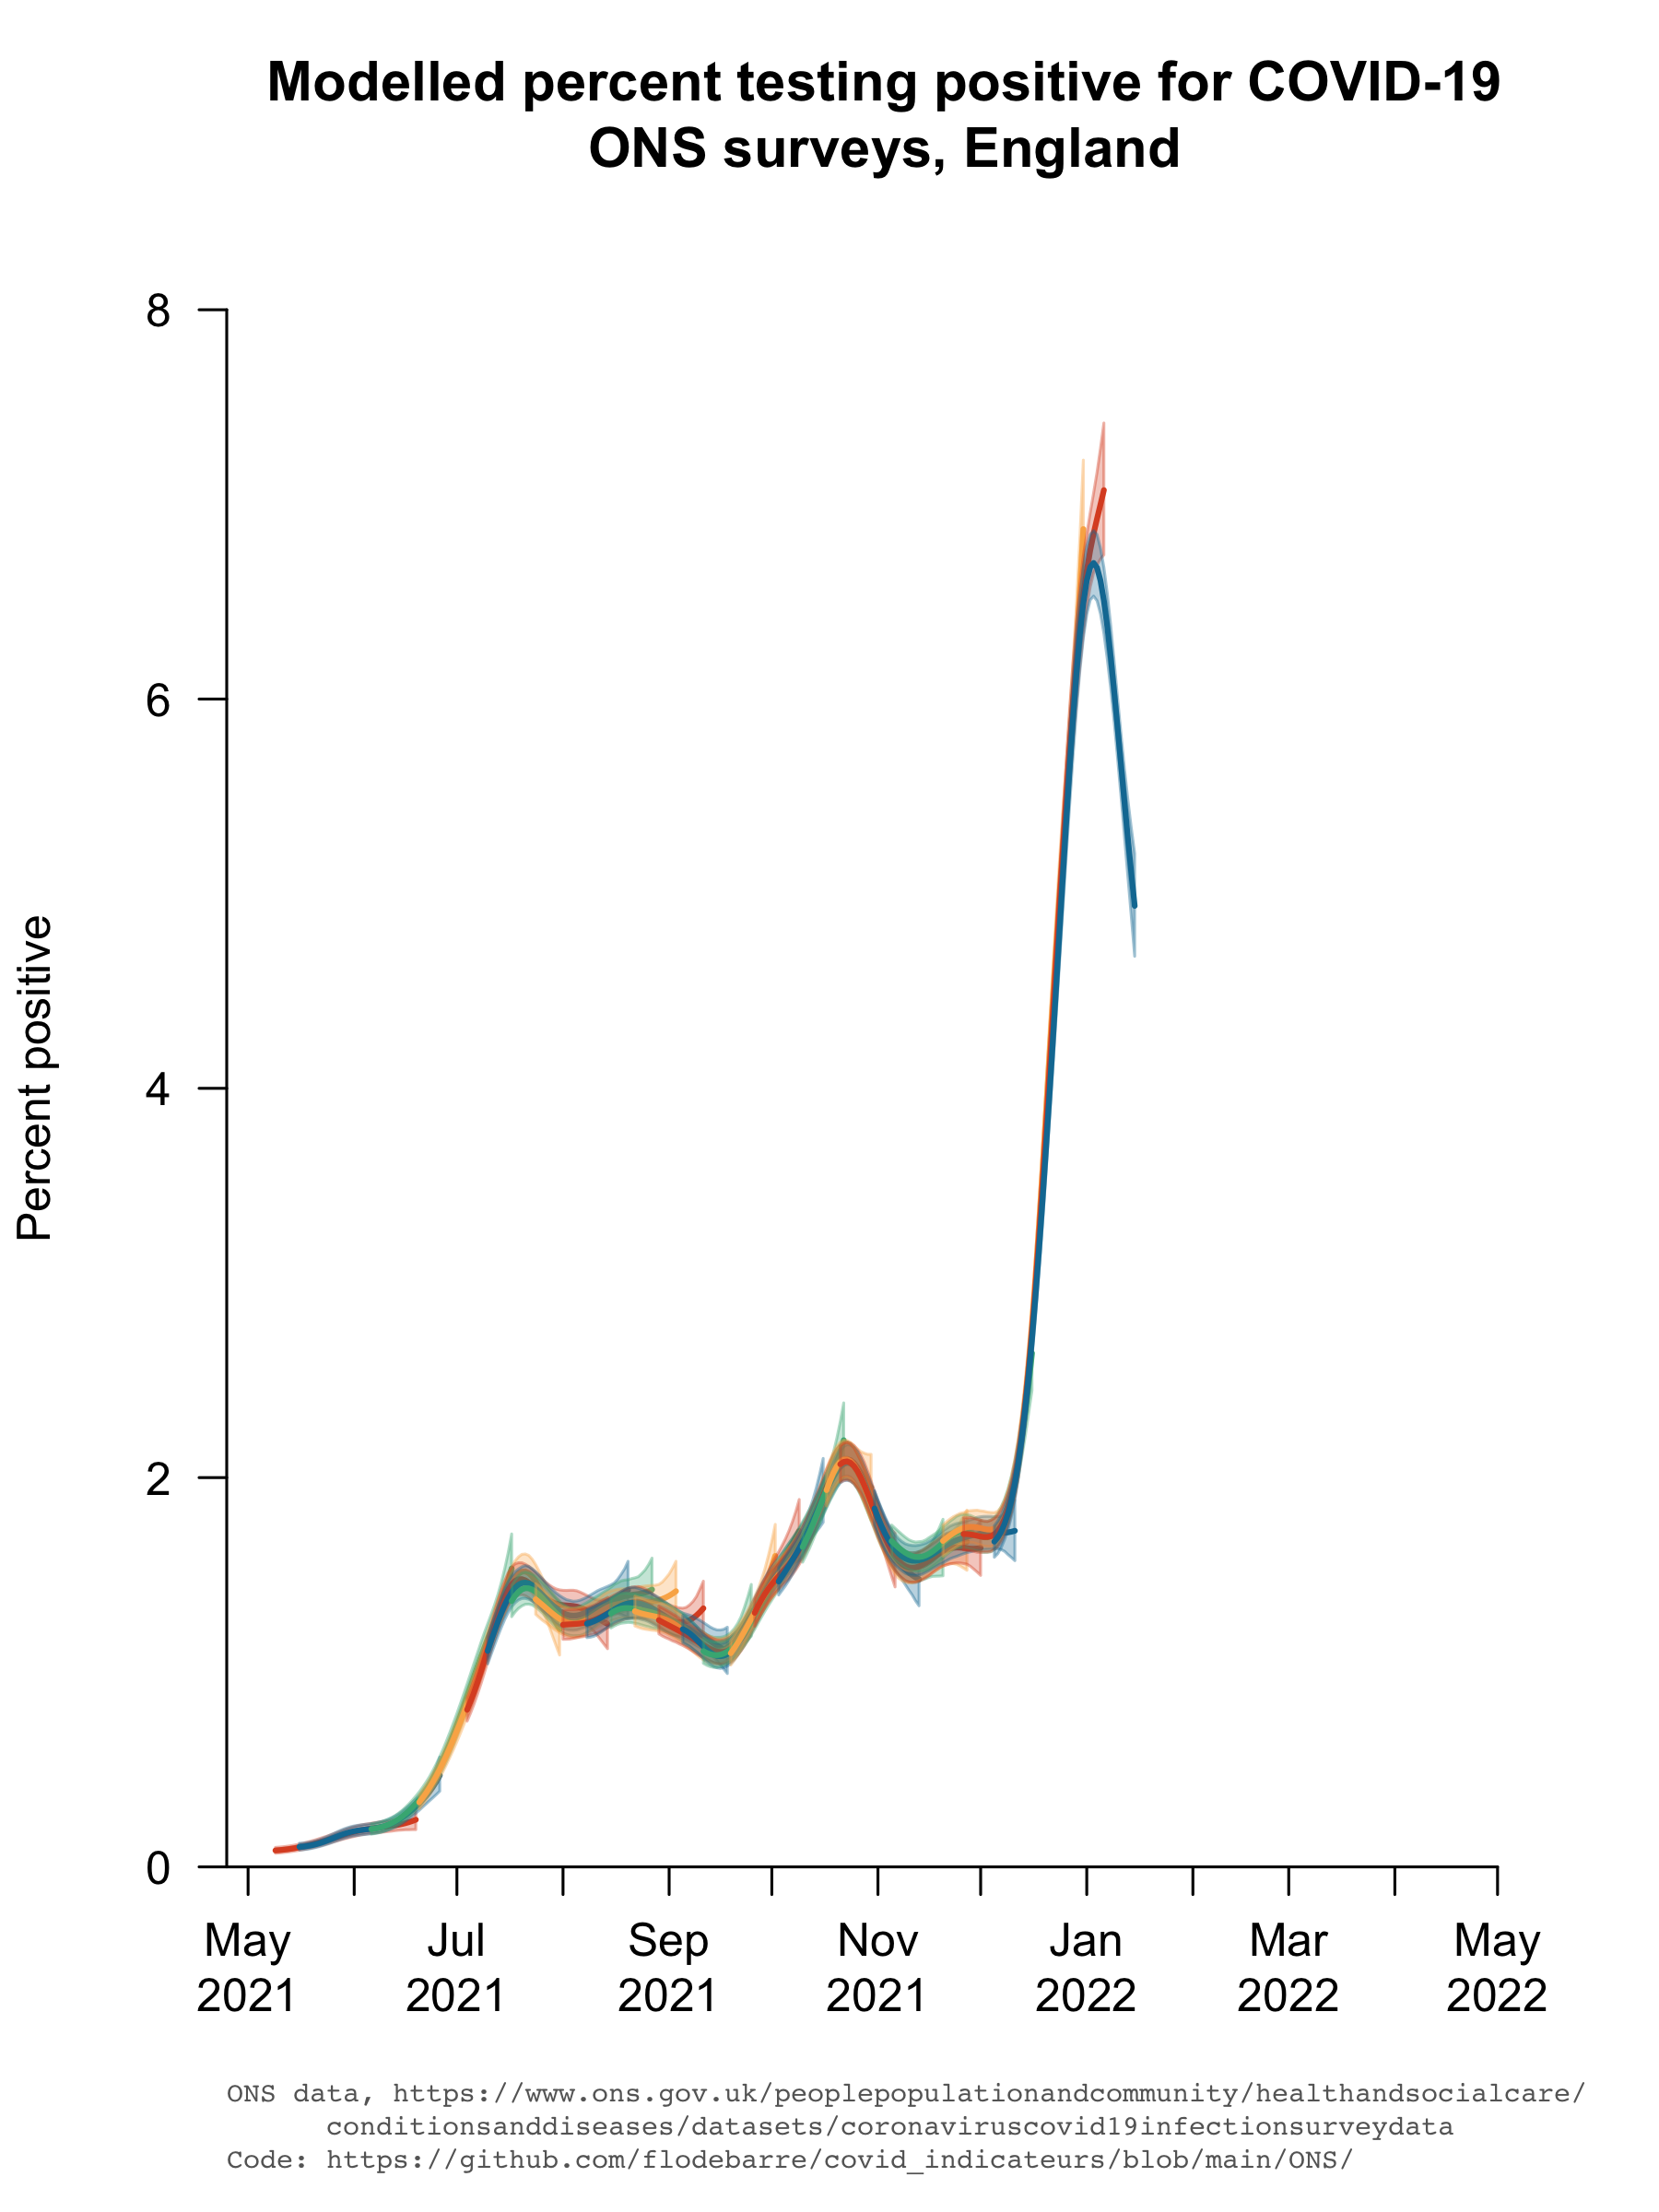 Modelled percent testing positive for COVID-19
ONS surveys, England
Percent positive
8
6
4
2
0
May Jul Sep Nov Jan Mar May
2021 2021 2021 2021 2022 2022 2022
ONS data, https://www.ons.gov.uk/peoplepopulationandcommunity/healthandsocialcare/
conditionsanddiseases/datasets/coronaviruscovid19infectionsurveydata
Code: https://github.com/flodebarre/covid_indicateurs/blob/main/ONS/